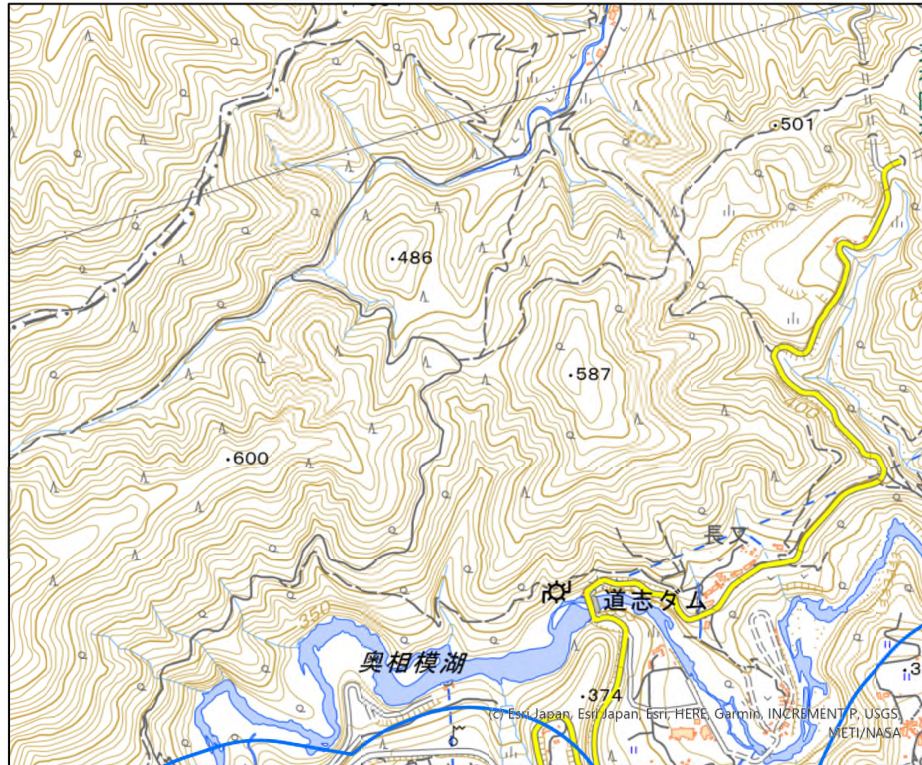 400
501
486
587
400
600
長又
道志ダム
350
奥相模湖
374
(c) Esri Japan, Esri Japan, Esri, HERE, Garmin, INCREMENT P, USGS,
METI/NASA